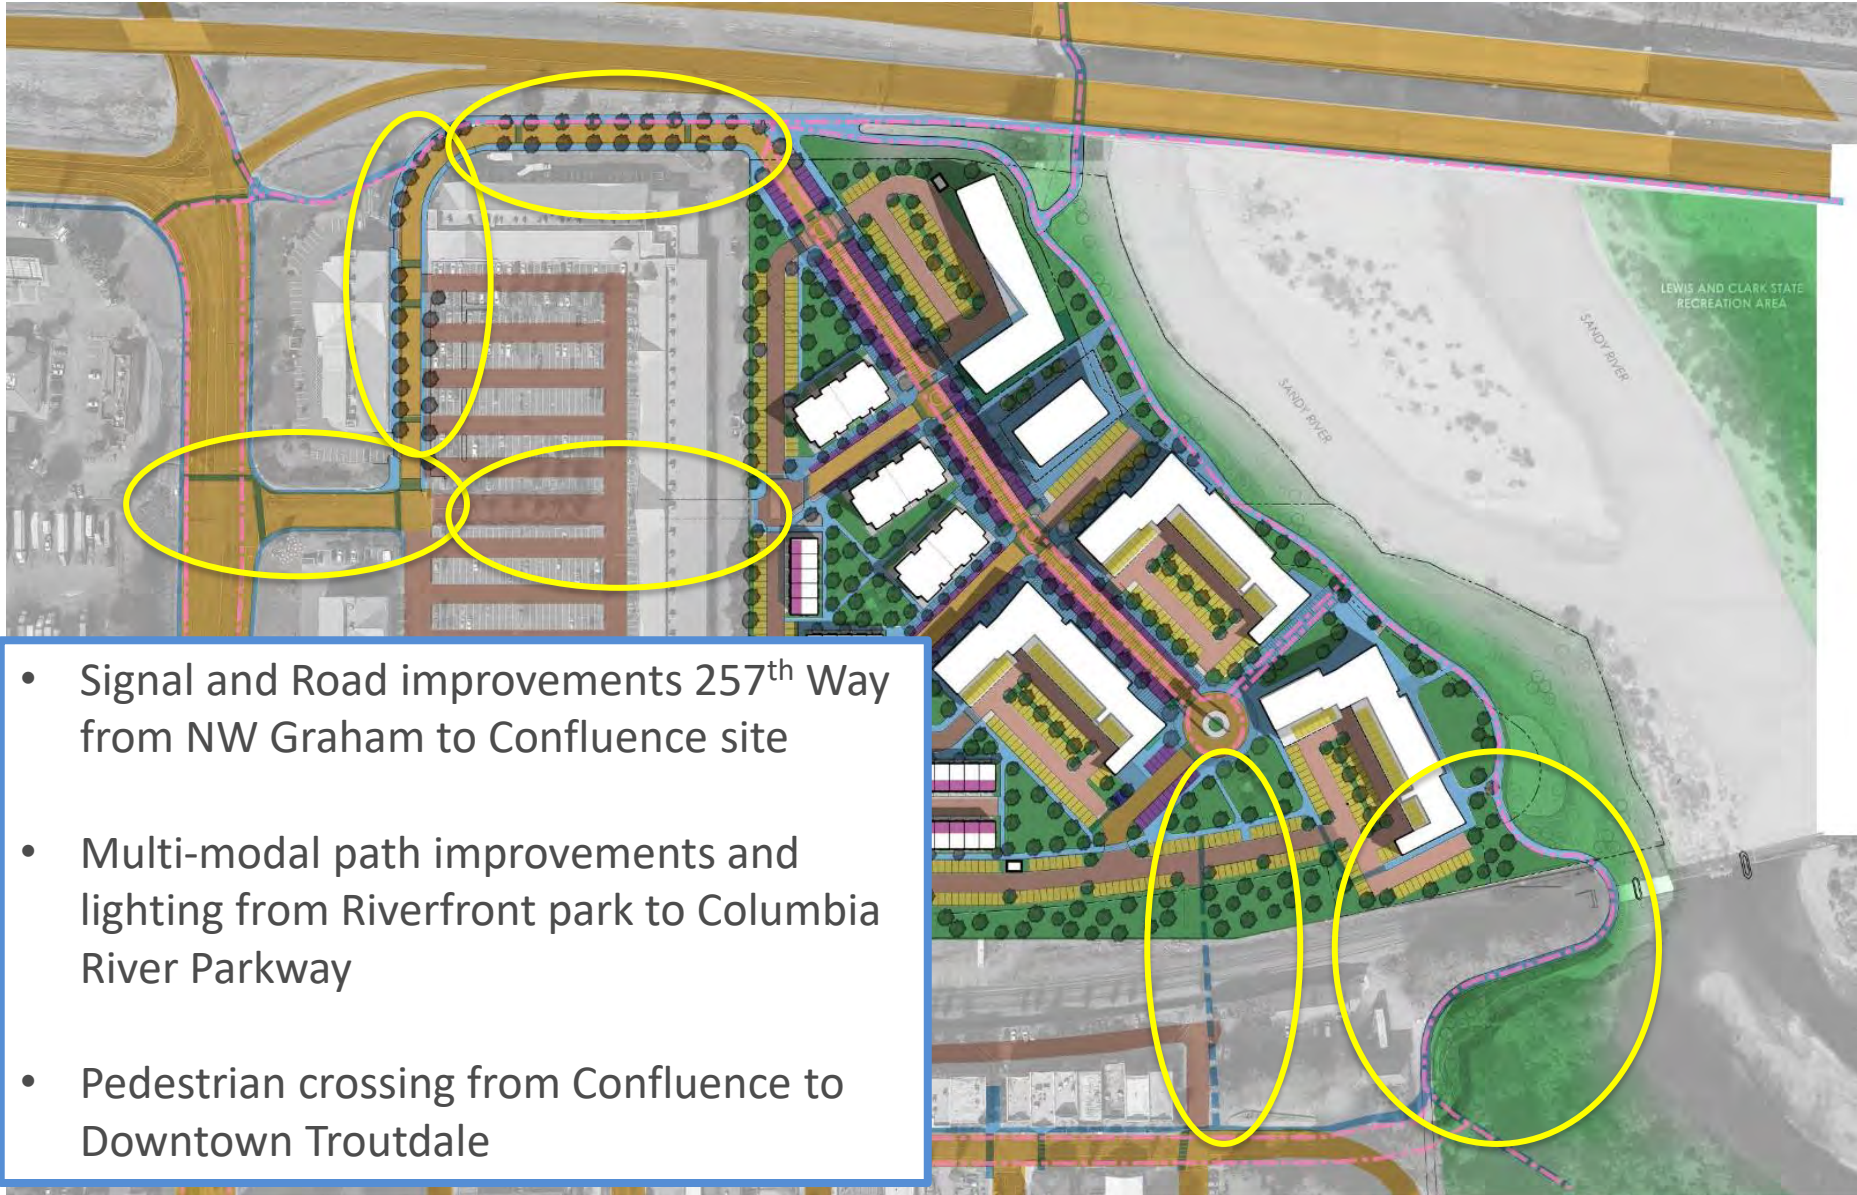 LEWIS AND CLARK STATE
RECREATION AREA
SANDY RIVER
SANDY RIVER
• Signal and Road improvements 257th Way
from NW Graham to Confluence site
• Multi-modal path improvements and
lighting from Riverfront park to Columbia
River Parkway
• Pedestrian crossing from Confluence to
Downtown Troutdale